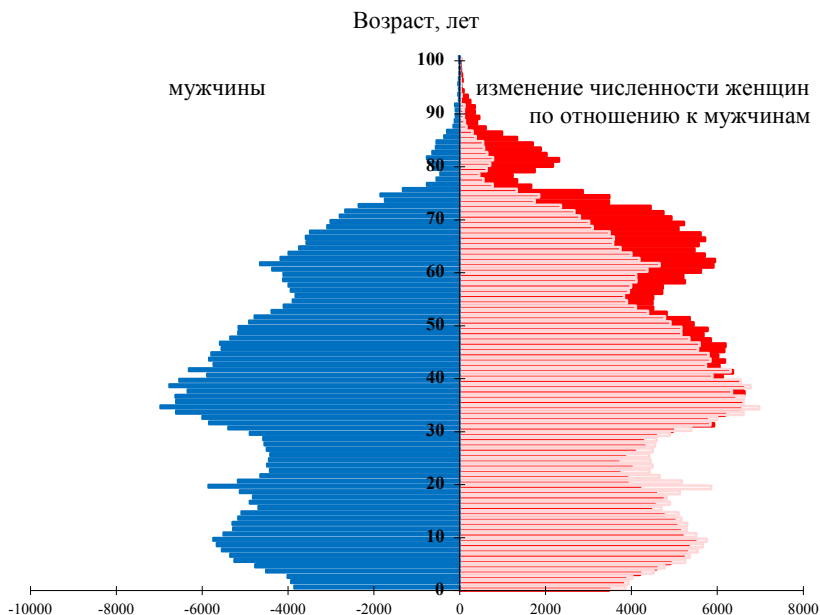 Возраст, лет
100
мужчины
изменение численности женщин
90
по отношению к мужчинам
80
70
60
50
40
30
20
10
0
-10000 -8000 -6000 -4000 -2000 0 2000 4000 6000 8000